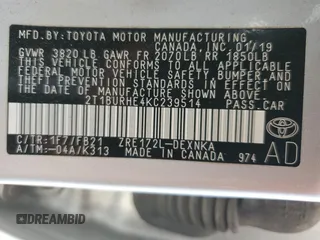 MFD. BY: TOYOTA MOTOR MANUFACTURING
CANADA, INC. 01/19
GVWR 3820 LB GAWR FR 2020LB RR 1850LB
THIS VEHICLE CONFORMS TO ALL APPLICABLE
FEDERAL MOTOR VEHICLE SAFETY, BUMPER, AND
THEFT PREVENTION STANDARDS IN EFFECT ON
THE DATE OF MANUFACTURE SHOWN ABOVE.
2T1BURHE4KC239514 PASS.CAR
C/TR:1F7/FB21
ZRE172L-DEXNKA
A/TM:-04A/K313 MADE IN CANADA 974
TOYOTA
AD
DREAMBID